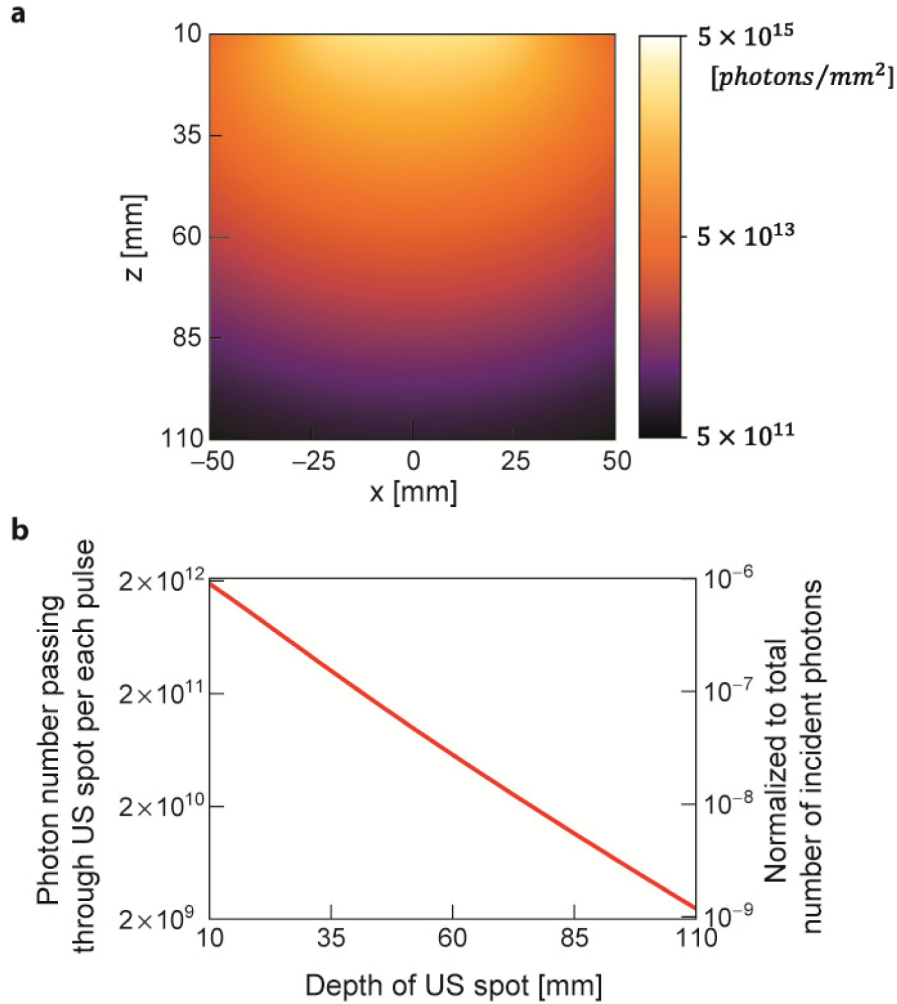 a
10
35
60
85
110
z [mm]
−50
−25
0
25
50
x [mm]
5 × 10¹⁵
[photons/mm²]
5 × 10¹³
5 × 10¹¹
b
Photon number passing
through US spot per each pulse
2×10¹²
2×10¹¹
2×10¹⁰
2×10⁹
10
35
60
85
110
Depth of US spot [mm]
10⁻⁶
10⁻⁷
10⁻⁸
10⁻⁹
Normalized to total
number of incident photons